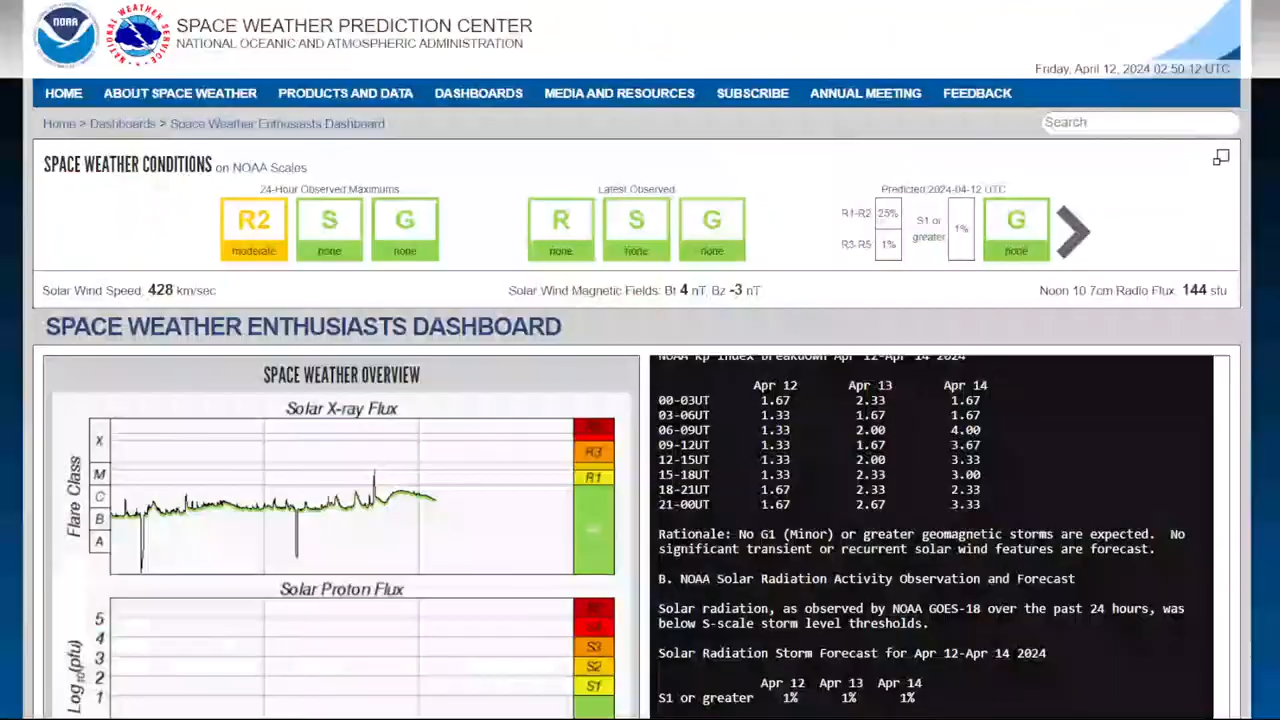 NOAA
NATIONAL WEATHER SERVICE
SPACE WEATHER PREDICTION CENTER
NATIONAL OCEANIC AND ATMOSPHERIC ADMINISTRATION
Friday, April 12, 2024 02:50:12 UTC
HOME ABOUT SPACE WEATHER PRODUCTS AND DATA DASHBOARDS MEDIA AND RESOURCES SUBSCRIBE ANNUAL MEETING FEEDBACK
Home > Dashboards > Space Weather Enthusiasts Dashboard
Search
SPACE WEATHER CONDITIONS on NOAA Scales
24-Hour Observed Maximums Latest Observed Predicted 2024-04-12 UTC
R2 S G R S G R1-R2 25% S1 or greater 1% G
moderate none none none none none R3-R5 1% none
Solar Wind Speed: 428 km/sec Solar Wind Magnetic Fields: Bt 4 nT, Bz -3 nT Noon 10.7cm Radio Flux: 144 sfu
SPACE WEATHER ENTHUSIASTS DASHBOARD
SPACE WEATHER OVERVIEW
Solar X-ray Flux
Flare Class
X
M
C
B
A
R3
R1
Solar Proton Flux
Log10(pfu)
5
4
3
2
1
S3
S2
S1
NOAA Kp index breakdown Apr 12-Apr 14 2024
Apr 12 Apr 13 Apr 14
00-03UT 1.67 2.33 1.67
03-06UT 1.33 1.67 1.67
06-09UT 1.33 2.00 4.00
09-12UT 1.33 1.67 3.67
12-15UT 1.33 2.00 3.33
15-18UT 1.33 2.33 3.00
18-21UT 1.67 2.33 2.33
21-00UT 1.67 2.67 3.33
Rationale: No G1 (Minor) or greater geomagnetic storms are expected. No
significant transient or recurrent solar wind features are forecast.
B. NOAA Solar Radiation Activity Observation and Forecast
Solar radiation, as observed by NOAA GOES-18 over the past 24 hours, was
below S-scale storm level thresholds.
Solar Radiation Storm Forecast for Apr 12-Apr 14 2024
Apr 12 Apr 13 Apr 14
S1 or greater 1% 1% 1%